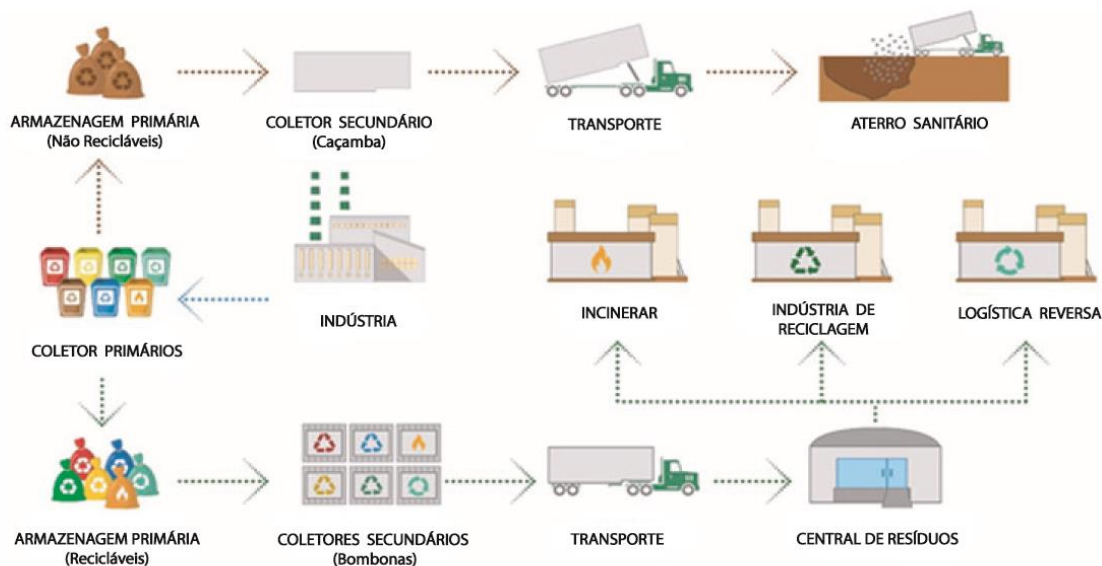 ARMAZENAGEM PRIMÁRIA
(Não Recicláveis)
COLETOR SECUNDÁRIO
(Caçamba)
TRANSPORTE
ATERRO SANITÁRIO
COLETOR PRIMÁRIOS
INDÚSTRIA
INCINERAR
INDÚSTRIA DE
RECICLAGEM
LOGÍSTICA REVERSA
ARMAZENAGEM PRIMÁRIA
(Recicláveis)
COLETORES SECUNDÁRIOS
(Bombonas)
TRANSPORTE
CENTRAL DE RESÍDUOS